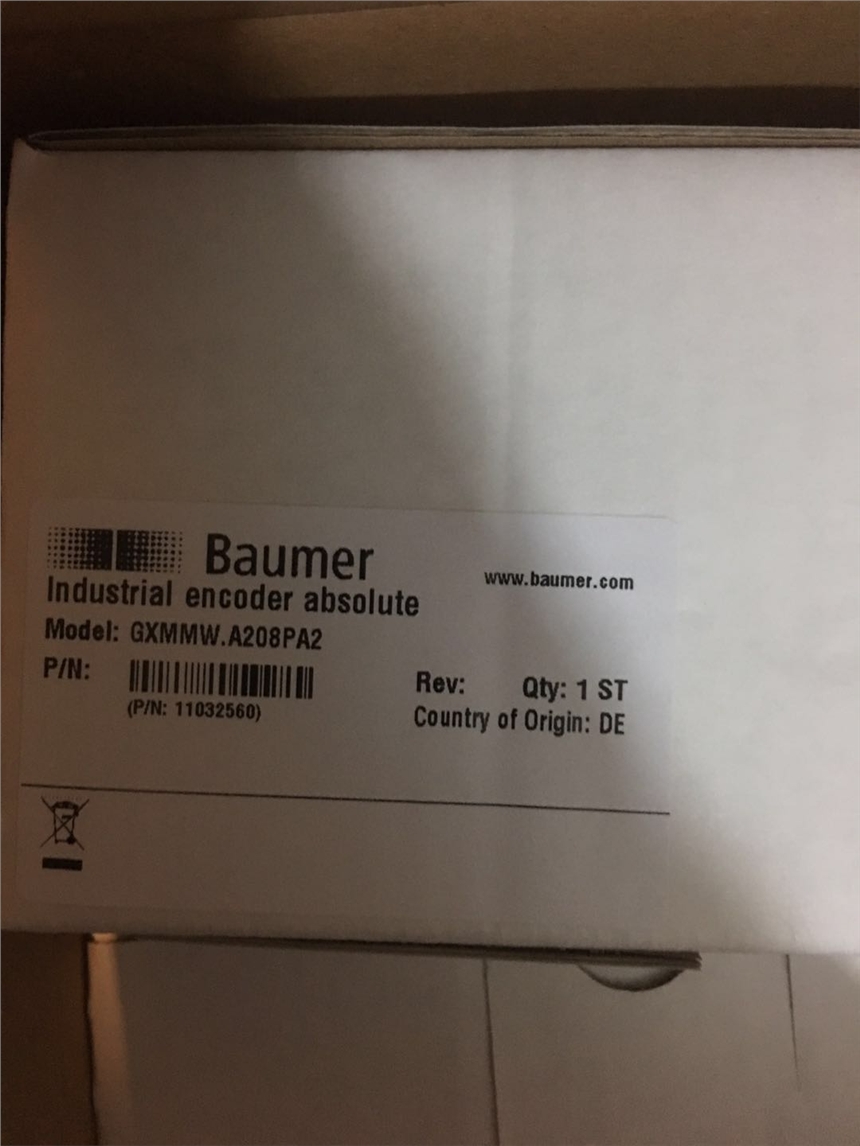 Baumer
www.baumer.com
Industrial encoder absolute
Model: GXMMW.A208PA2
P/N:
(P/N: 11032560)
Rev: Qty: 1 ST
Country of Origin: DE